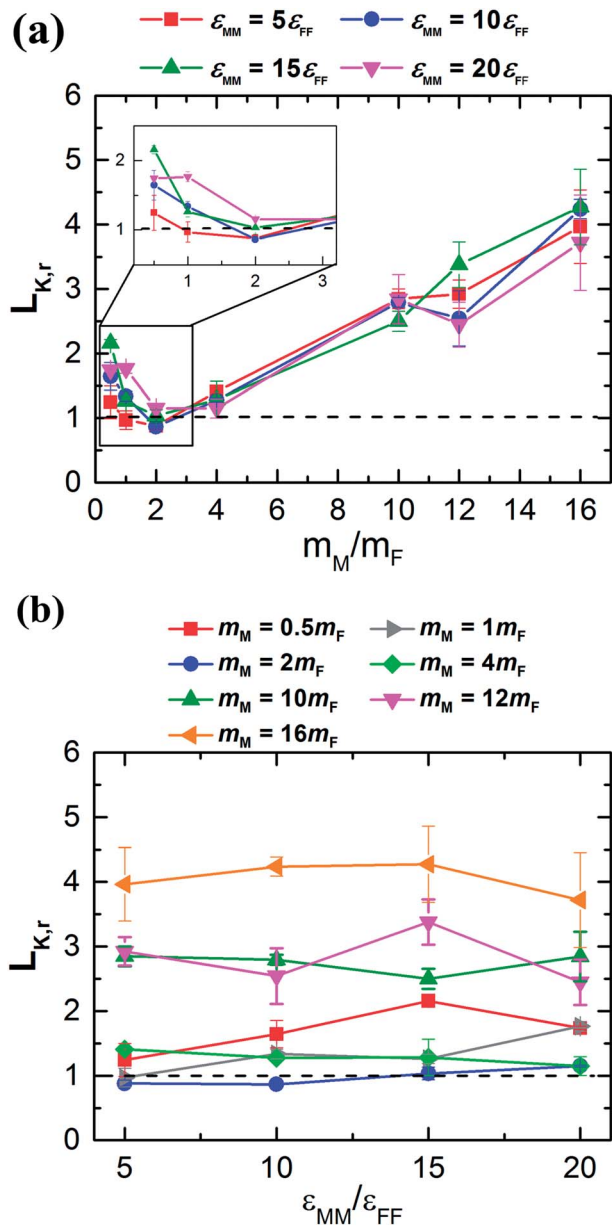 (a)
ε_MM = 5ε_FF ε_MM = 10ε_FF
ε_MM = 15ε_FF ε_MM = 20ε_FF
6
5
4
3
2
1
0
L_K,r
2
1
1 2 3
0 2 4 6 8 10 12 14 16
m_M/m_F
(b)
m_M = 0.5m_F m_M = 1m_F
m_M = 2m_F m_M = 4m_F
m_M = 10m_F m_M = 12m_F
m_M = 16m_F
6
5
4
3
2
1
0
L_K,r
5 10 15 20
ε_MM/ε_FF